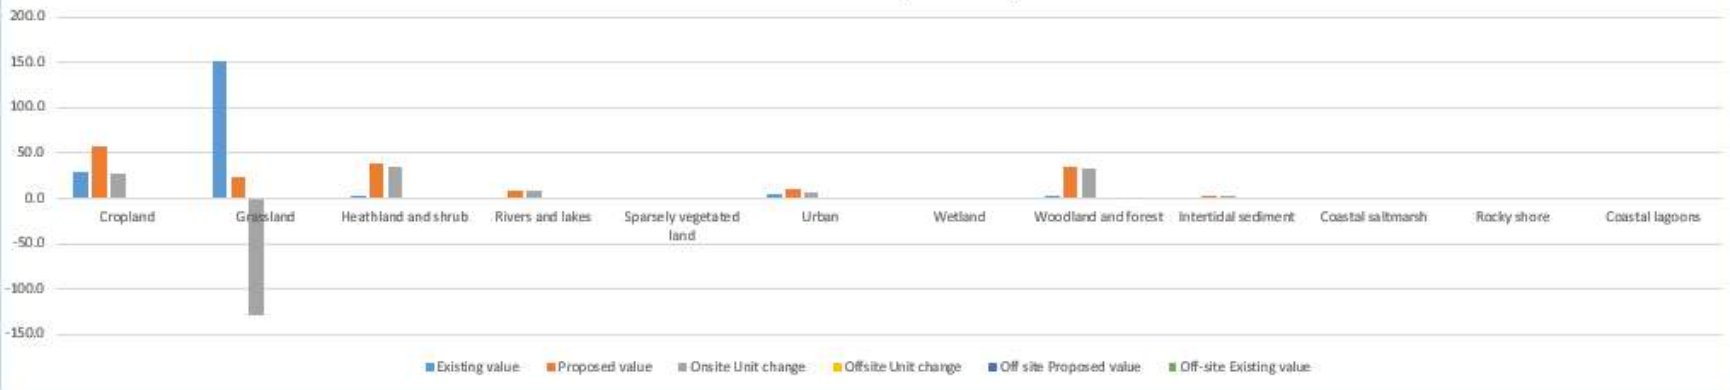 200.0
150.0
100.0
50.0
0.0
-50.0
-100.0
-150.0
Cropland
Grassland
Heathland and shrub
Rivers and lakes
Sparsely vegetated
land
Urban
Wetland
Woodland and forest
Intertidal sediment
Coastal saltmarsh
Rocky shore
Coastal lagoons
Existing value
Proposed value
Onsite Unit change
Offsite Unit change
Off site Proposed value
Off-site Existing value